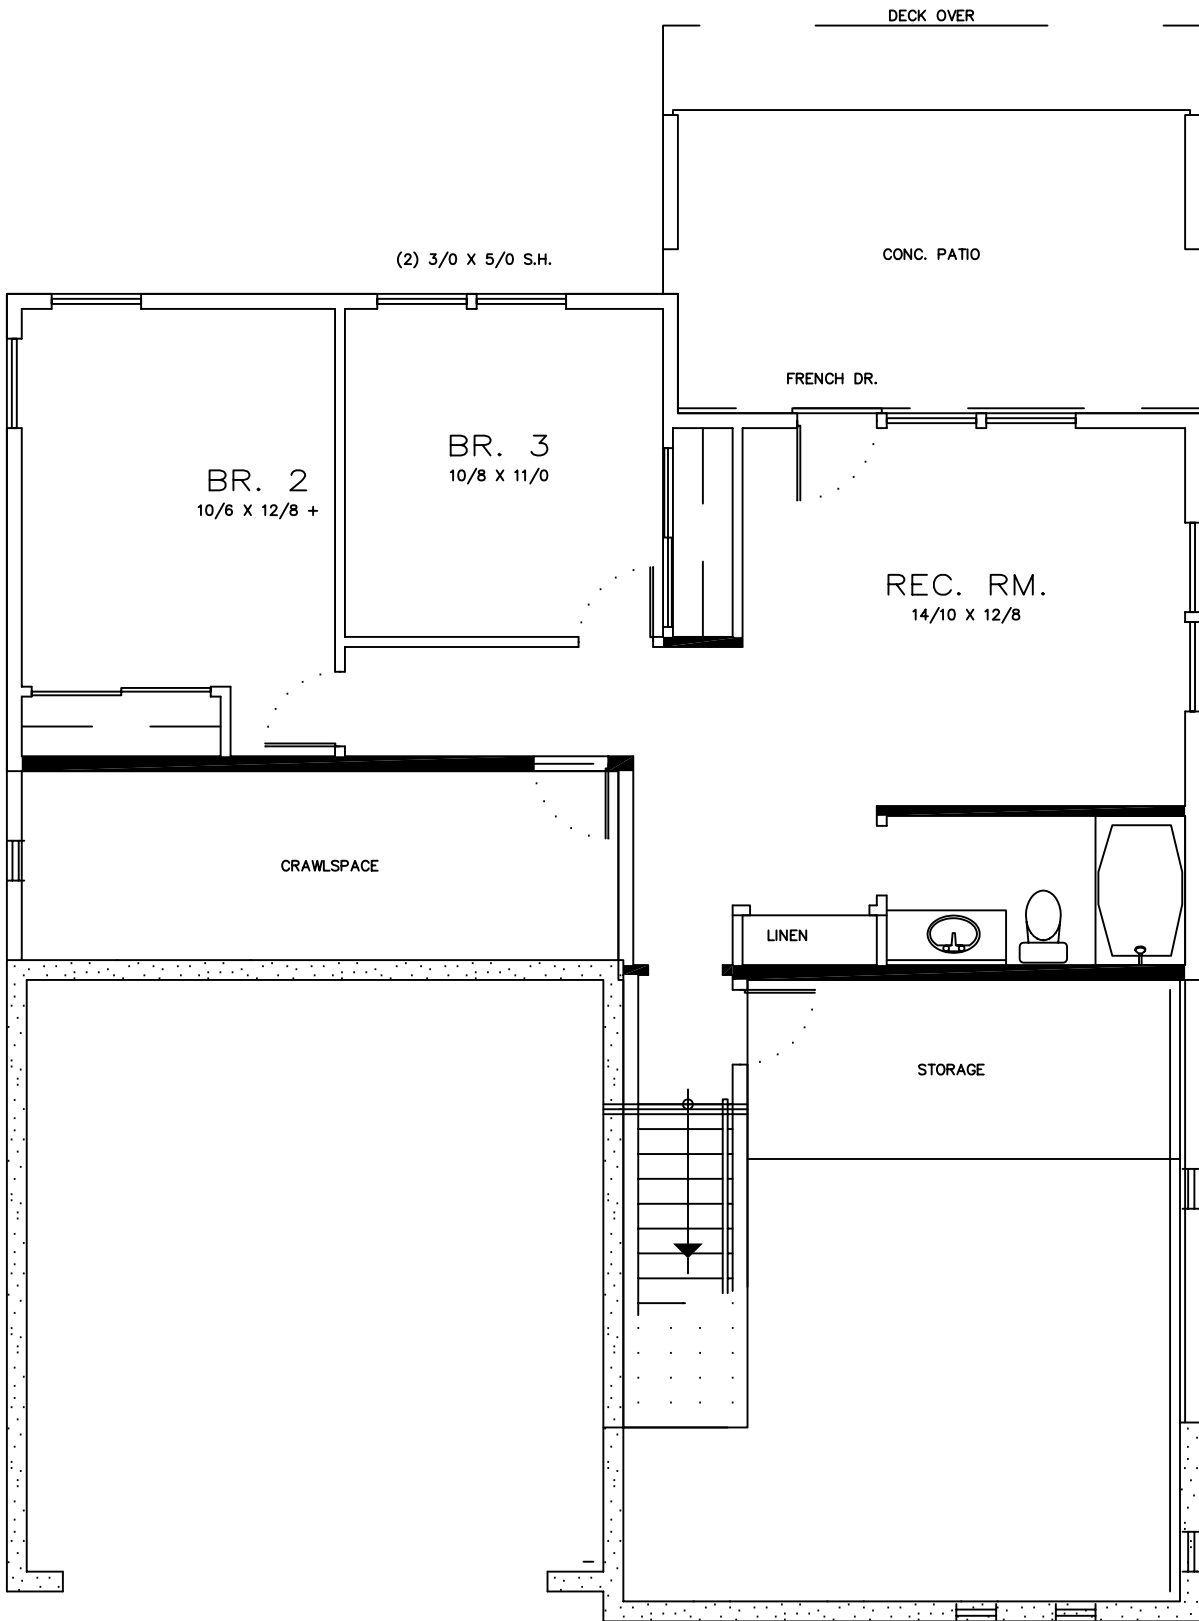 DECK OVER
CONC. PATIO
(2) 3/0 X 5/0 S.H.
FRENCH DR.
BR. 3
10/8 X 11/0
BR. 2
10/6 X 12/8 +
REC. RM.
14/10 X 12/8
CRAWLSPACE
LINEN
STORAGE